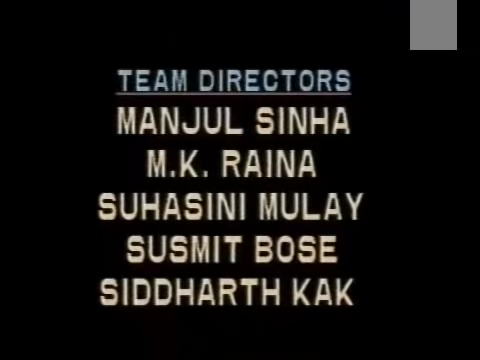 TEAM DIRECTORS
MANJUL SINHA
M.K. RAINA
SUHASINI MULAY
SUSMIT BOSE
SIDDHARTH KAK